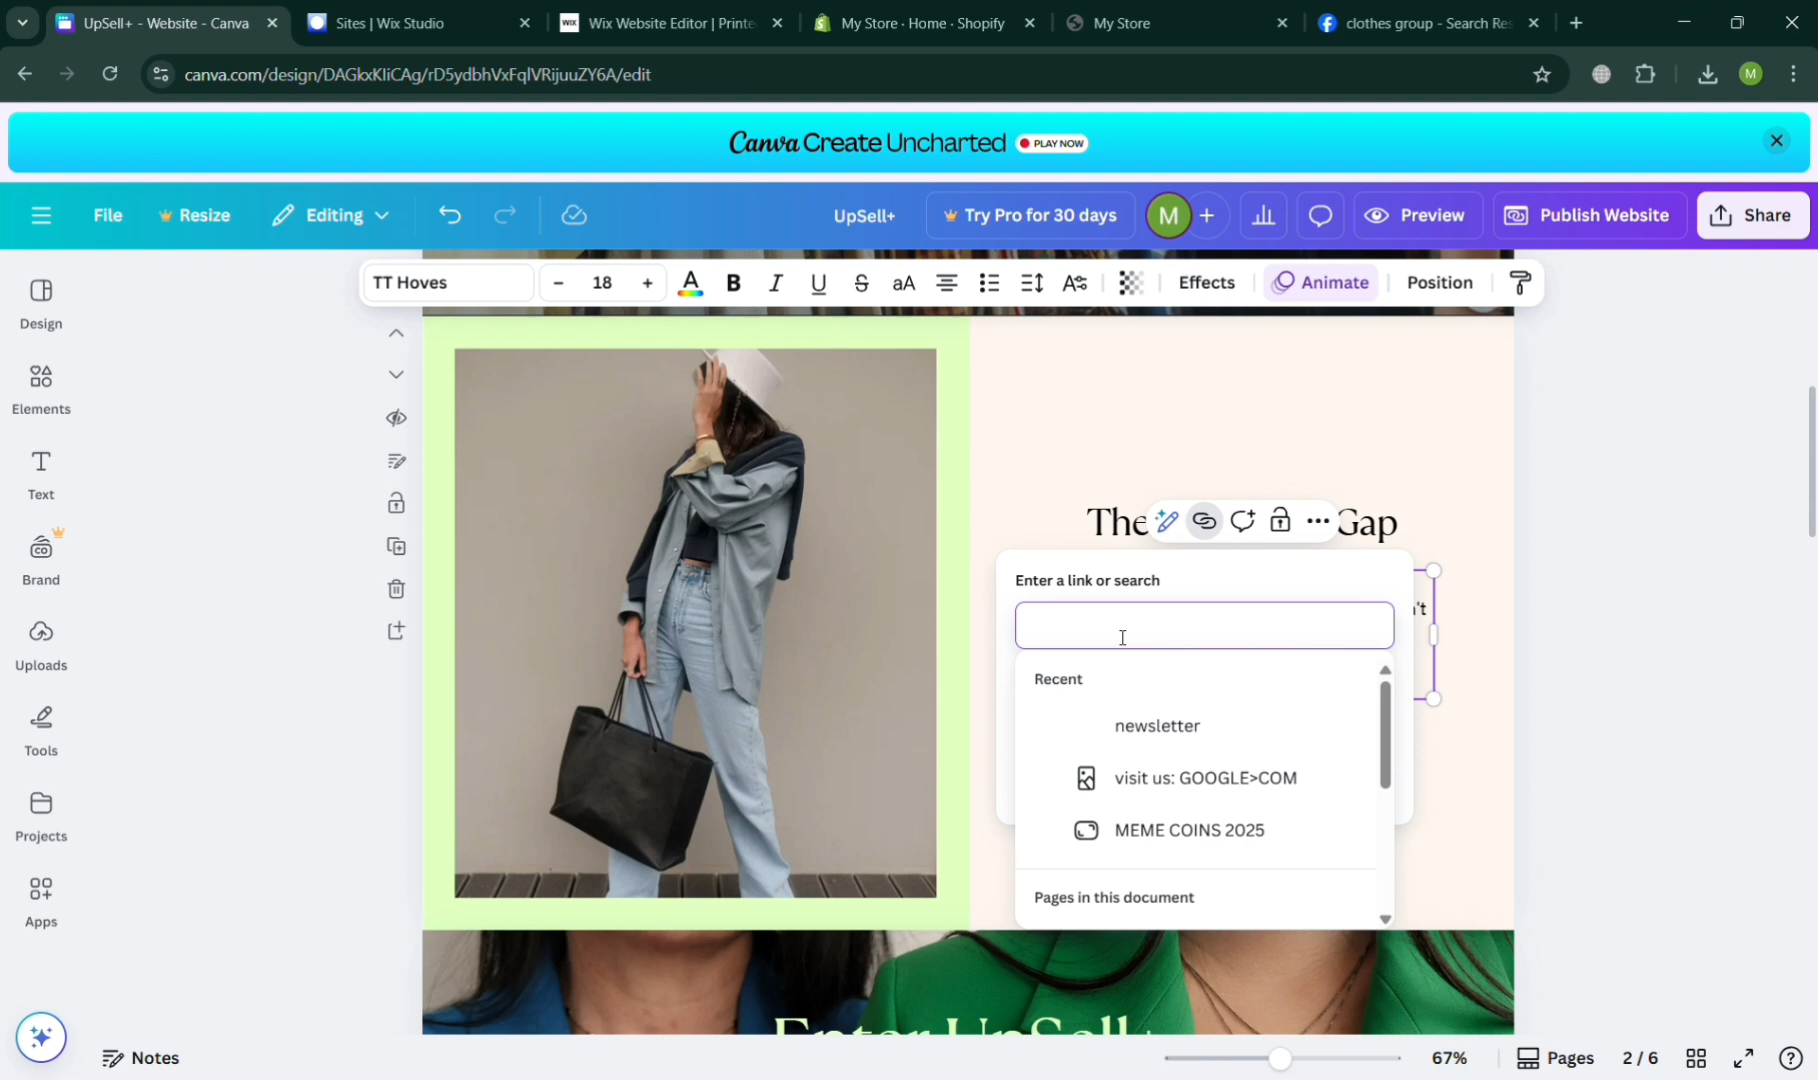 UpSell+ - Website - Canva
Sites | Wix Studio
WIX
Wix Website Editor | Printe
My Store · Home · Shopify
My Store
clothes group - Search Res
canva.com/design/DAGkxKliCAg/rD5ydbhVxFqlVRijuuZY6A/edit
M
Canva Create Uncharted
PLAY NOW
File
Resize
Editing
UpSell+
Try Pro for 30 days
M
Preview
Publish Website
Share
TT Hoves
18
A
B
I
U
S
aA
Effects
Animate
Position
Design
Elements
Text
Brand
Uploads
Tools
Projects
Apps
The
Gap
't
Enter a link or search
Recent
newsletter
visit us: GOOGLE>COM
MEME COINS 2025
Pages in this document
Enter UpSell+
Notes
67%
Pages
2 / 6